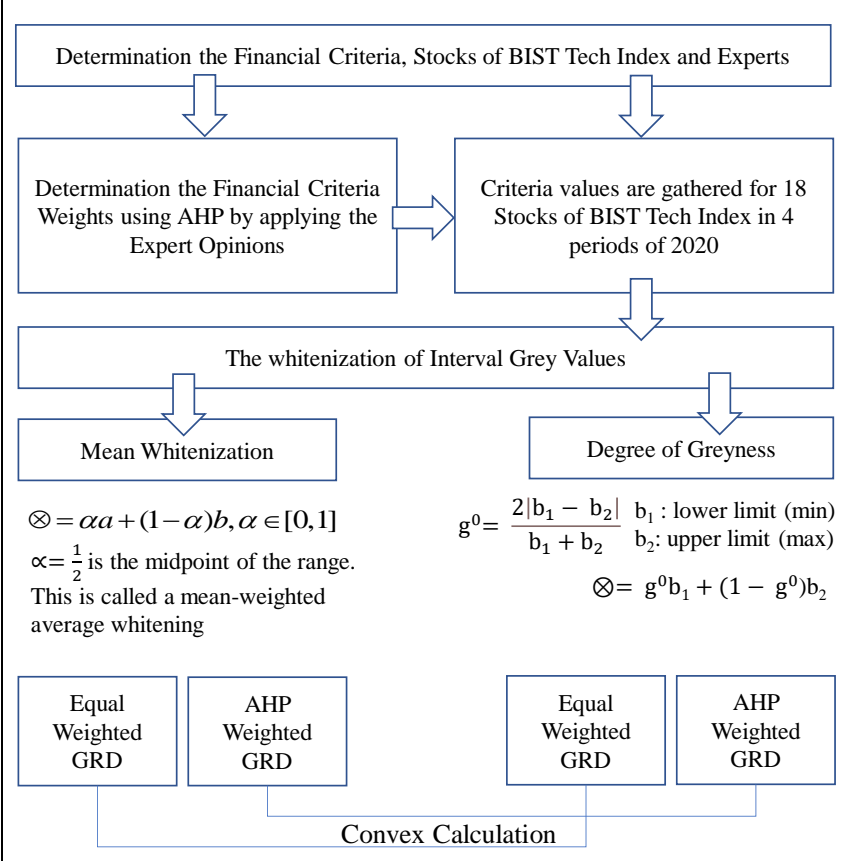 Determination the Financial Criteria, Stocks of BIST Tech Index and Experts
Determination the Financial Criteria
Weights using AHP by applying the
Expert Opinions
Criteria values are gathered for 18
Stocks of BIST Tech Index in 4
periods of 2020
The whitenization of Interval Grey Values
Mean Whitenization
Degree of Greyness
⊗ = αa + (1−α)b, α ∈ [0,1]
∝= 1/2 is the midpoint of the range.
This is called a mean-weighted
average whitening
g⁰= 2|b₁ − b₂| / b₁ + b₂
b₁ : lower limit (min)
b₂: upper limit (max)
⊗= g⁰b₁ + (1 − g⁰)b₂
Equal
Weighted
GRD
AHP
Weighted
GRD
Equal
Weighted
GRD
AHP
Weighted
GRD
Convex Calculation